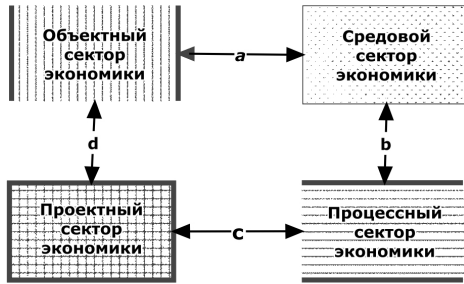 Объектный
сектор
экономики
a
Средовой
сектор
экономики
d
b
Проектный
сектор
экономики
c
Процессный
сектор
экономики